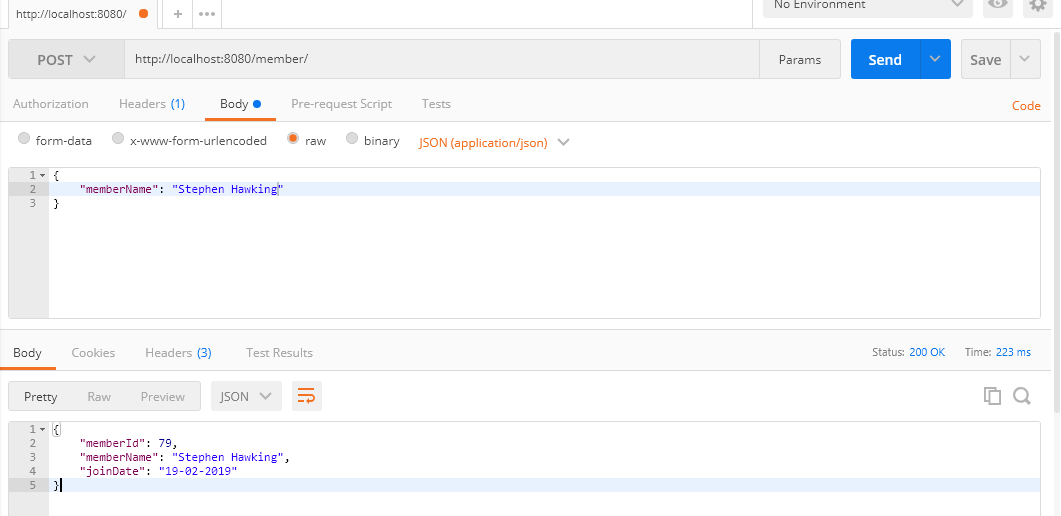 http://localhost:8080/
+
•••
No Environment
POST
http://localhost:8080/member/
Params
Send
Save
Authorization
Headers (1)
Body
Pre-request Script
Tests
Code
form-data
x-www-form-urlencoded
raw
binary
JSON (application/json)
1 {
2 "memberName": "Stephen Hawking"
3 }
Body
Cookies
Headers (3)
Test Results
Status: 200 OK
Time: 223 ms
Pretty
Raw
Preview
JSON
1 {
2 "memberId": 79,
3 "memberName": "Stephen Hawking",
4 "joinDate": "19-02-2019"
5 }